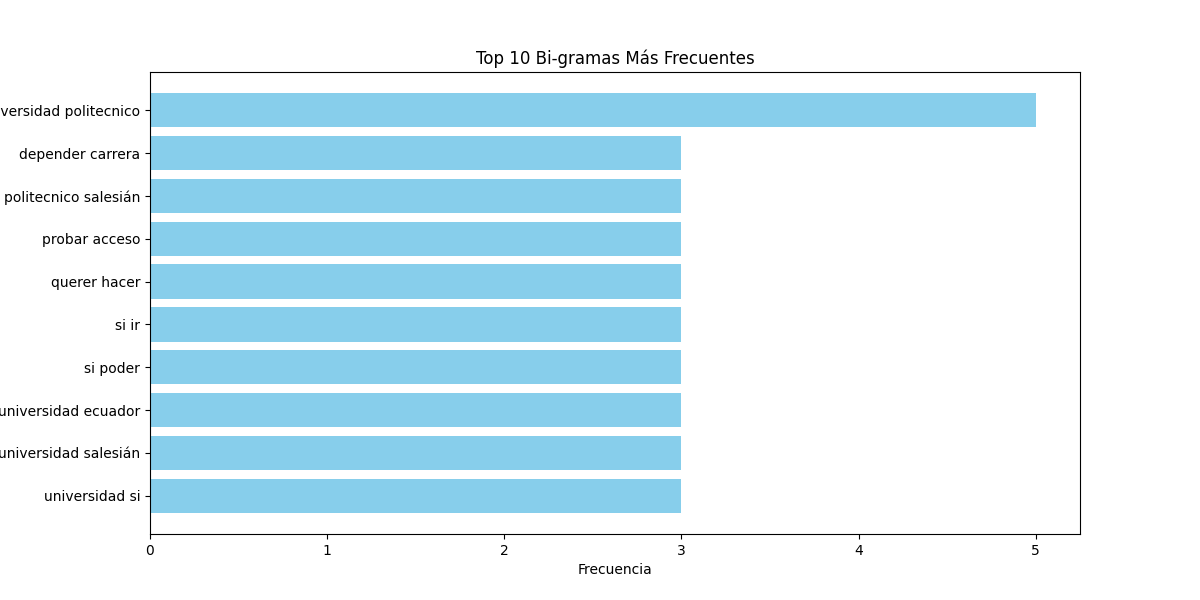 Top 10 Bi-gramas Más Frecuentes
versidad politecnico
depender carrera
politecnico salesián
probar acceso
querer hacer
si ir
si poder
universidad ecuador
universidad salesián
universidad si
0 1 2 3 4 5
Frecuencia